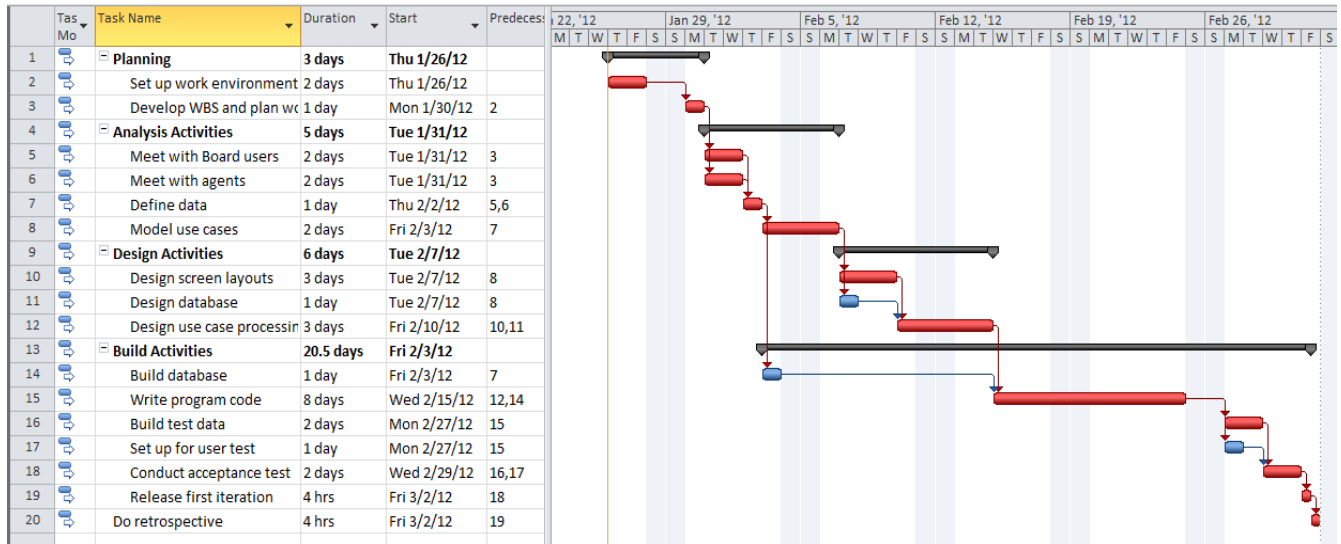 Tas Mo Task Name Duration Start Predeces 22, '12 Jan 29, '12 Feb 5, '12 Feb 12, '12 Feb 19, '12 Feb 26, '12
M T W T F S S M T W T F S S M T W T F S S M T W T F S S M T W T F S S M T W T F S
1 Planning 3 days Thu 1/26/12
2 Set up work environment 2 days Thu 1/26/12
3 Develop WBS and plan wo 1 day Mon 1/30/12 2
4 Analysis Activities 5 days Tue 1/31/12
5 Meet with Board users 2 days Tue 1/31/12 3
6 Meet with agents 2 days Tue 1/31/12 3
7 Define data 1 day Thu 2/2/12 5,6
8 Model use cases 2 days Fri 2/3/12 7
9 Design Activities 6 days Tue 2/7/12
10 Design screen layouts 3 days Tue 2/7/12 8
11 Design database 1 day Tue 2/7/12 8
12 Design use case processin 3 days Fri 2/10/12 10,11
13 Build Activities 20.5 days Fri 2/3/12
14 Build database 1 day Fri 2/3/12 7
15 Write program code 8 days Wed 2/15/12 12,14
16 Build test data 2 days Mon 2/27/12 15
17 Set up for user test 1 day Mon 2/27/12 15
18 Conduct acceptance test 2 days Wed 2/29/12 16,17
19 Release first iteration 4 hrs Fri 3/2/12 18
20 Do retrospective 4 hrs Fri 3/2/12 19